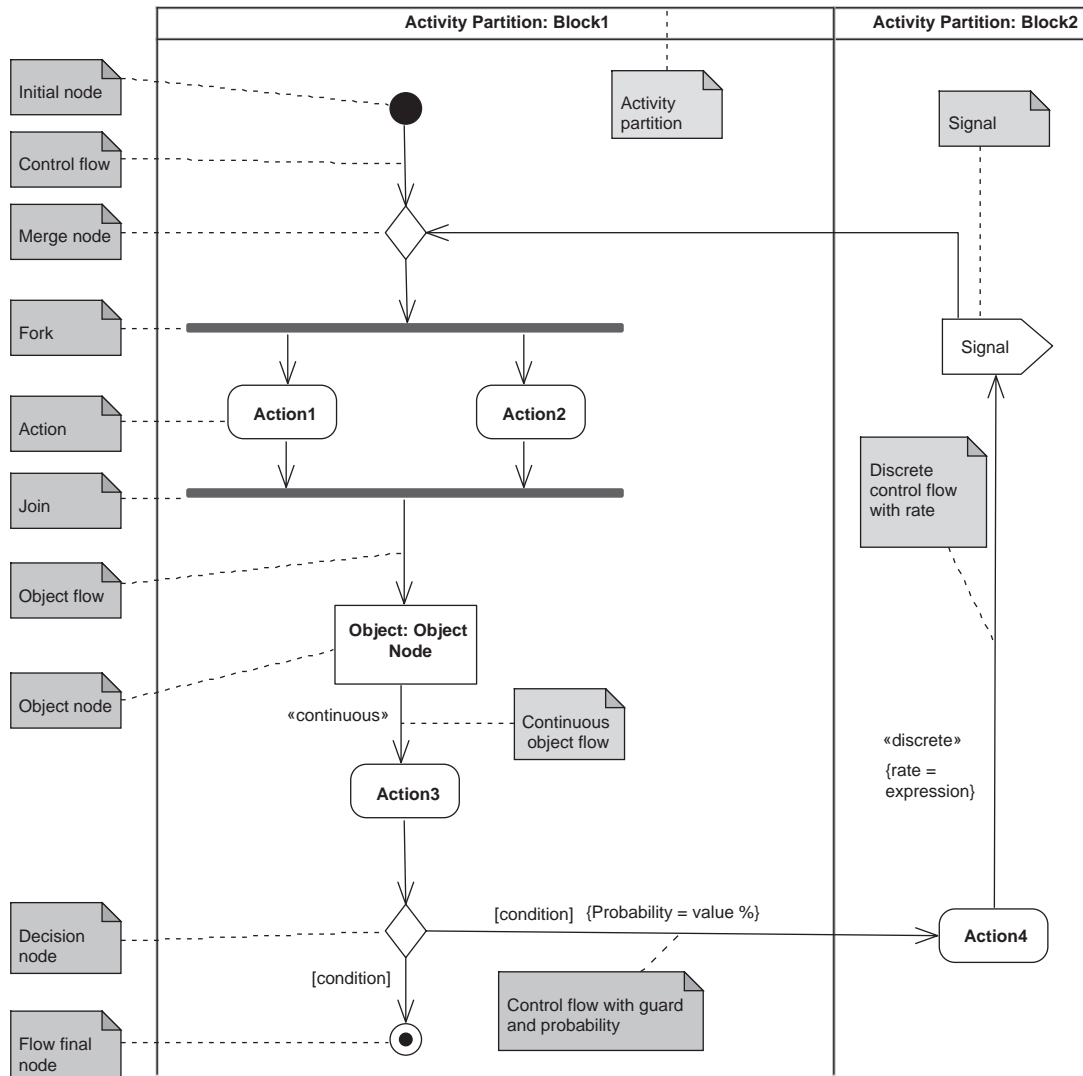 Activity Partition: Block1
Activity Partition: Block2
Initial node
Activity
partition
Signal
Control flow
Merge node
Fork
Signal
Action
Action1
Action2
Discrete
control flow
with rate
Join
Object flow
Object: Object
Node
Object node
«continuous»
Continuous
object flow
«discrete»
{rate =
expression}
Action3
[condition] {Probability = value %}
Decision
node
Action4
[condition]
Control flow with guard
and probability
Flow final
node